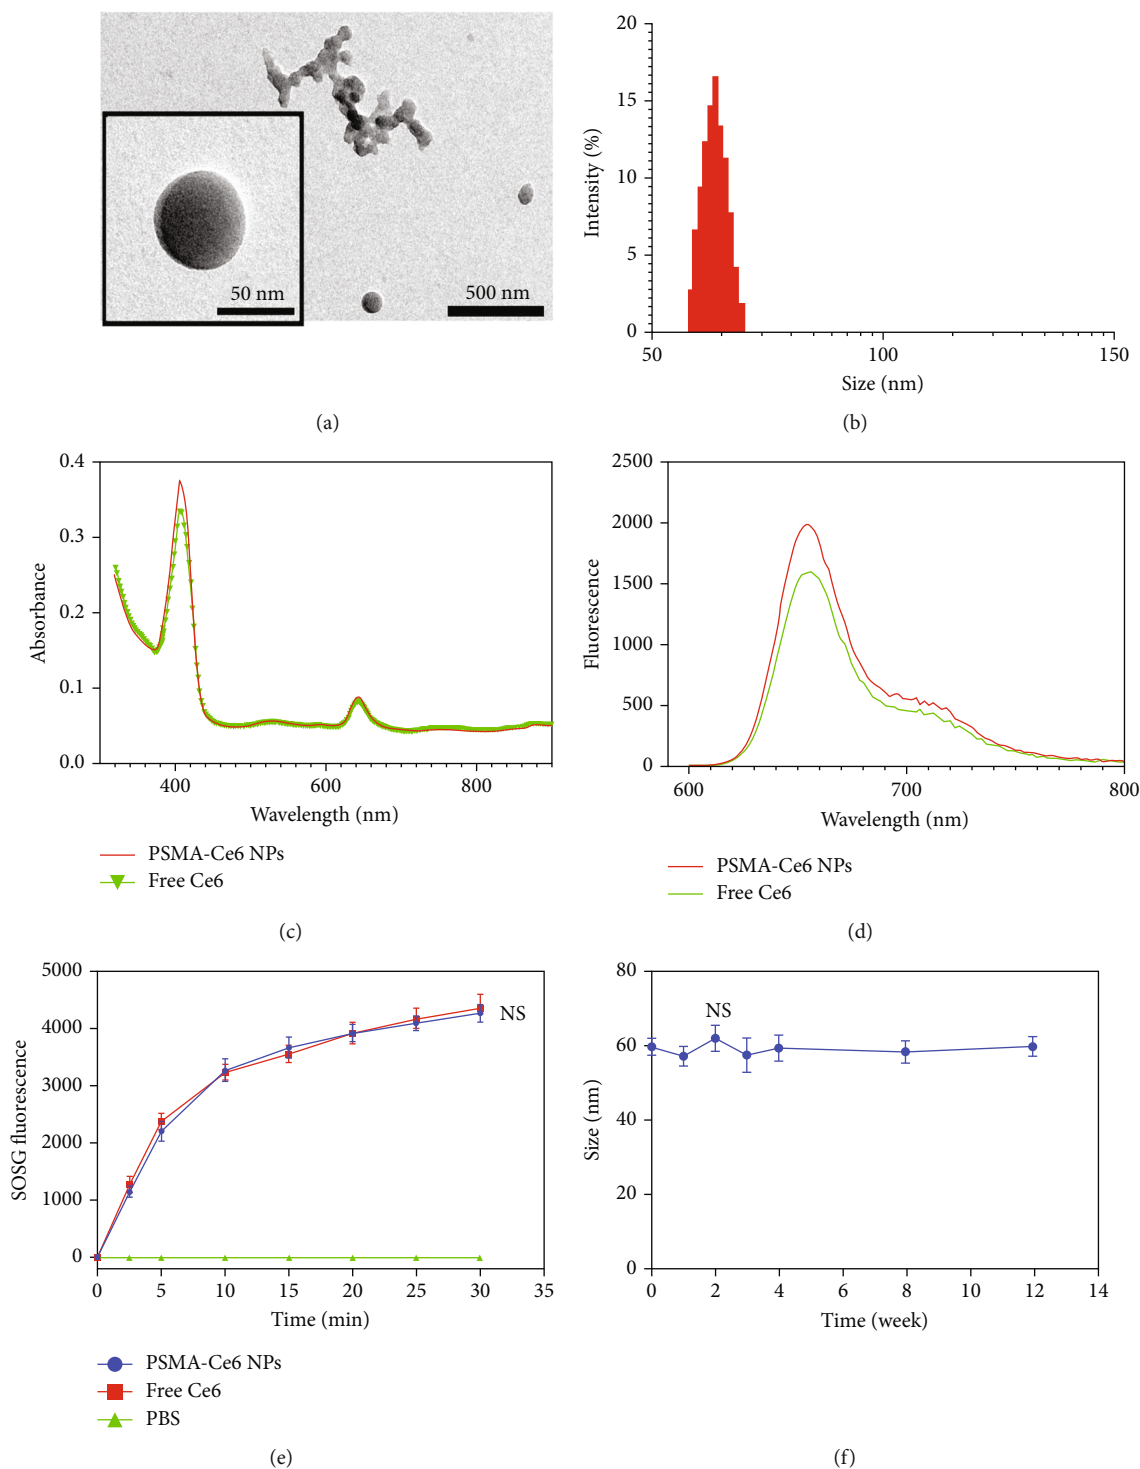 50 nm
500 nm
(a)
20
15
10
5
0
Intensity (%)
50
100
150
Size (nm)
(b)
0.4
0.3
0.2
0.1
0.0
Absorbance
400
600
800
Wavelength (nm)
PSMA-Ce6 NPs
Free Ce6
(c)
2500
2000
1500
1000
500
0
Fluorescence
600
700
800
Wavelength (nm)
PSMA-Ce6 NPs
Free Ce6
(d)
5000
4000
3000
2000
1000
0
SOSG fluorescence
NS
0
5
10
15
20
25
30
35
Time (min)
PSMA-Ce6 NPs
Free Ce6
PBS
(e)
80
60
40
20
0
Size (nm)
NS
0
2
4
6
8
10
12
14
Time (week)
(f)